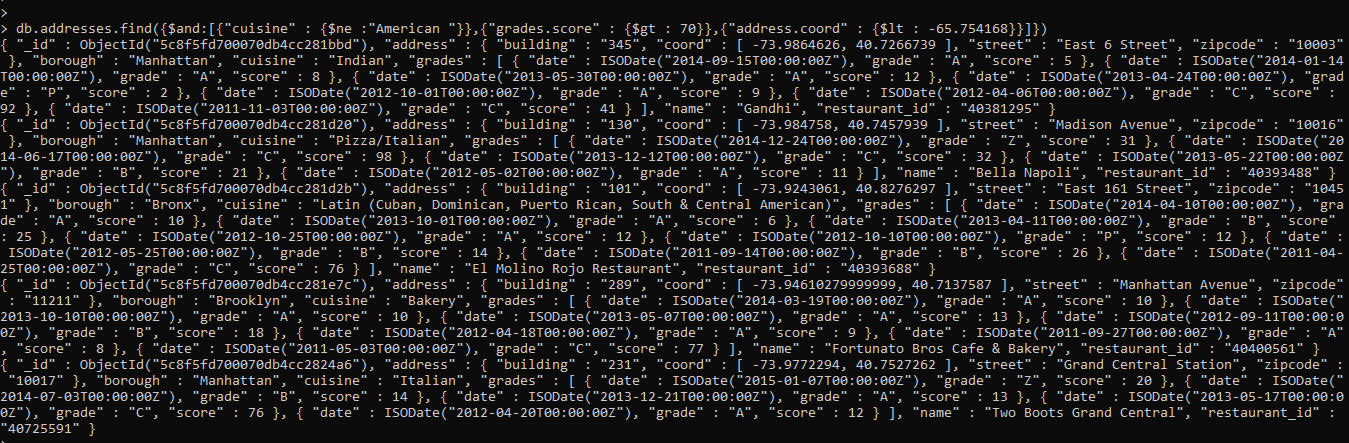 >
> db.addresses.find({$and:[{"cuisine" : {$ne :"American "}},{"grades.score" : {$gt : 70}},{"address.coord" : {$lt : -65.754168}}]})
{ "_id" : ObjectId("5c8f5fd700070db4cc281bbd"), "address" : { "building" : "345", "coord" : [ -73.9864626, 40.7266739 ], "street" : "East 6 Street", "zipcode" : "10003"
}, "borough" : "Manhattan", "cuisine" : "Indian", "grades" : [ { "date" : ISODate("2014-09-15T00:00:00Z"), "grade" : "A", "score" : 5 }, { "date" : ISODate("2014-01-14
T00:00:00Z"), "grade" : "A", "score" : 8 }, { "date" : ISODate("2013-05-30T00:00:00Z"), "grade" : "A", "score" : 12 }, { "date" : ISODate("2013-04-24T00:00:00Z"), "grad
e" : "P", "score" : 2 }, { "date" : ISODate("2012-10-01T00:00:00Z"), "grade" : "A", "score" : 9 }, { "date" : ISODate("2012-04-06T00:00:00Z"), "grade" : "C", "score" :
92 }, { "date" : ISODate("2011-11-03T00:00:00Z"), "grade" : "C", "score" : 41 } ], "name" : "Gandhi", "restaurant_id" : "40381295" }
{ "_id" : ObjectId("5c8f5fd700070db4cc281d20"), "address" : { "building" : "130", "coord" : [ -73.984758, 40.7457939 ], "street" : "Madison Avenue", "zipcode" : "10016"
}, "borough" : "Manhattan", "cuisine" : "Pizza/Italian", "grades" : [ { "date" : ISODate("2014-12-24T00:00:00Z"), "grade" : "Z", "score" : 31 }, { "date" : ISODate("20
14-06-17T00:00:00Z"), "grade" : "C", "score" : 98 }, { "date" : ISODate("2013-12-12T00:00:00Z"), "grade" : "C", "score" : 32 }, { "date" : ISODate("2013-05-22T00:00:00Z
"), "grade" : "B", "score" : 21 }, { "date" : ISODate("2012-05-02T00:00:00Z"), "grade" : "A", "score" : 11 } ], "name" : "Bella Napoli", "restaurant_id" : "40393488" }
{ "_id" : ObjectId("5c8f5fd700070db4cc281d2b"), "address" : { "building" : "101", "coord" : [ -73.9243061, 40.8276297 ], "street" : "East 161 Street", "zipcode" : "1045
1" }, "borough" : "Bronx", "cuisine" : "Latin (Cuban, Dominican, Puerto Rican, South & Central American)", "grades" : [ { "date" : ISODate("2014-04-10T00:00:00Z"), "gra
de" : "A", "score" : 10 }, { "date" : ISODate("2013-10-01T00:00:00Z"), "grade" : "A", "score" : 6 }, { "date" : ISODate("2013-04-11T00:00:00Z"), "grade" : "B", "score"
: 25 }, { "date" : ISODate("2012-10-25T00:00:00Z"), "grade" : "A", "score" : 12 }, { "date" : ISODate("2012-10-10T00:00:00Z"), "grade" : "P", "score" : 12 }, { "date" :
ISODate("2012-05-25T00:00:00Z"), "grade" : "B", "score" : 14 }, { "date" : ISODate("2011-09-14T00:00:00Z"), "grade" : "B", "score" : 26 }, { "date" : ISODate("2011-04-
25T00:00:00Z"), "grade" : "C", "score" : 76 } ], "name" : "El Molino Rojo Restaurant", "restaurant_id" : "40393688" }
{ "_id" : ObjectId("5c8f5fd700070db4cc281e7c"), "address" : { "building" : "289", "coord" : [ -73.94610279999999, 40.7137587 ], "street" : "Manhattan Avenue", "zipcode"
: "11211" }, "borough" : "Brooklyn", "cuisine" : "Bakery", "grades" : [ { "date" : ISODate("2014-03-19T00:00:00Z"), "grade" : "A", "score" : 10 }, { "date" : ISODate("
2013-10-10T00:00:00Z"), "grade" : "A", "score" : 10 }, { "date" : ISODate("2013-05-07T00:00:00Z"), "grade" : "A", "score" : 13 }, { "date" : ISODate("2012-09-11T00:00:0
0Z"), "grade" : "B", "score" : 18 }, { "date" : ISODate("2012-04-18T00:00:00Z"), "grade" : "A", "score" : 9 }, { "date" : ISODate("2011-09-27T00:00:00Z"), "grade" : "A"
, "score" : 8 }, { "date" : ISODate("2011-05-03T00:00:00Z"), "grade" : "C", "score" : 77 } ], "name" : "Fortunato Bros Cafe & Bakery", "restaurant_id" : "40400561" }
{ "_id" : ObjectId("5c8f5fd700070db4cc2824a6"), "address" : { "building" : "231", "coord" : [ -73.9772294, 40.7527262 ], "street" : "Grand Central Station", "zipcode" :
"10017" }, "borough" : "Manhattan", "cuisine" : "Italian", "grades" : [ { "date" : ISODate("2015-01-07T00:00:00Z"), "grade" : "Z", "score" : 20 }, { "date" : ISODate("
2014-07-03T00:00:00Z"), "grade" : "B", "score" : 14 }, { "date" : ISODate("2013-12-21T00:00:00Z"), "grade" : "A", "score" : 13 }, { "date" : ISODate("2013-05-17T00:00:0
0Z"), "grade" : "C", "score" : 76 }, { "date" : ISODate("2012-04-20T00:00:00Z"), "grade" : "A", "score" : 12 } ], "name" : "Two Boots Grand Central", "restaurant_id" :
"40725591" }